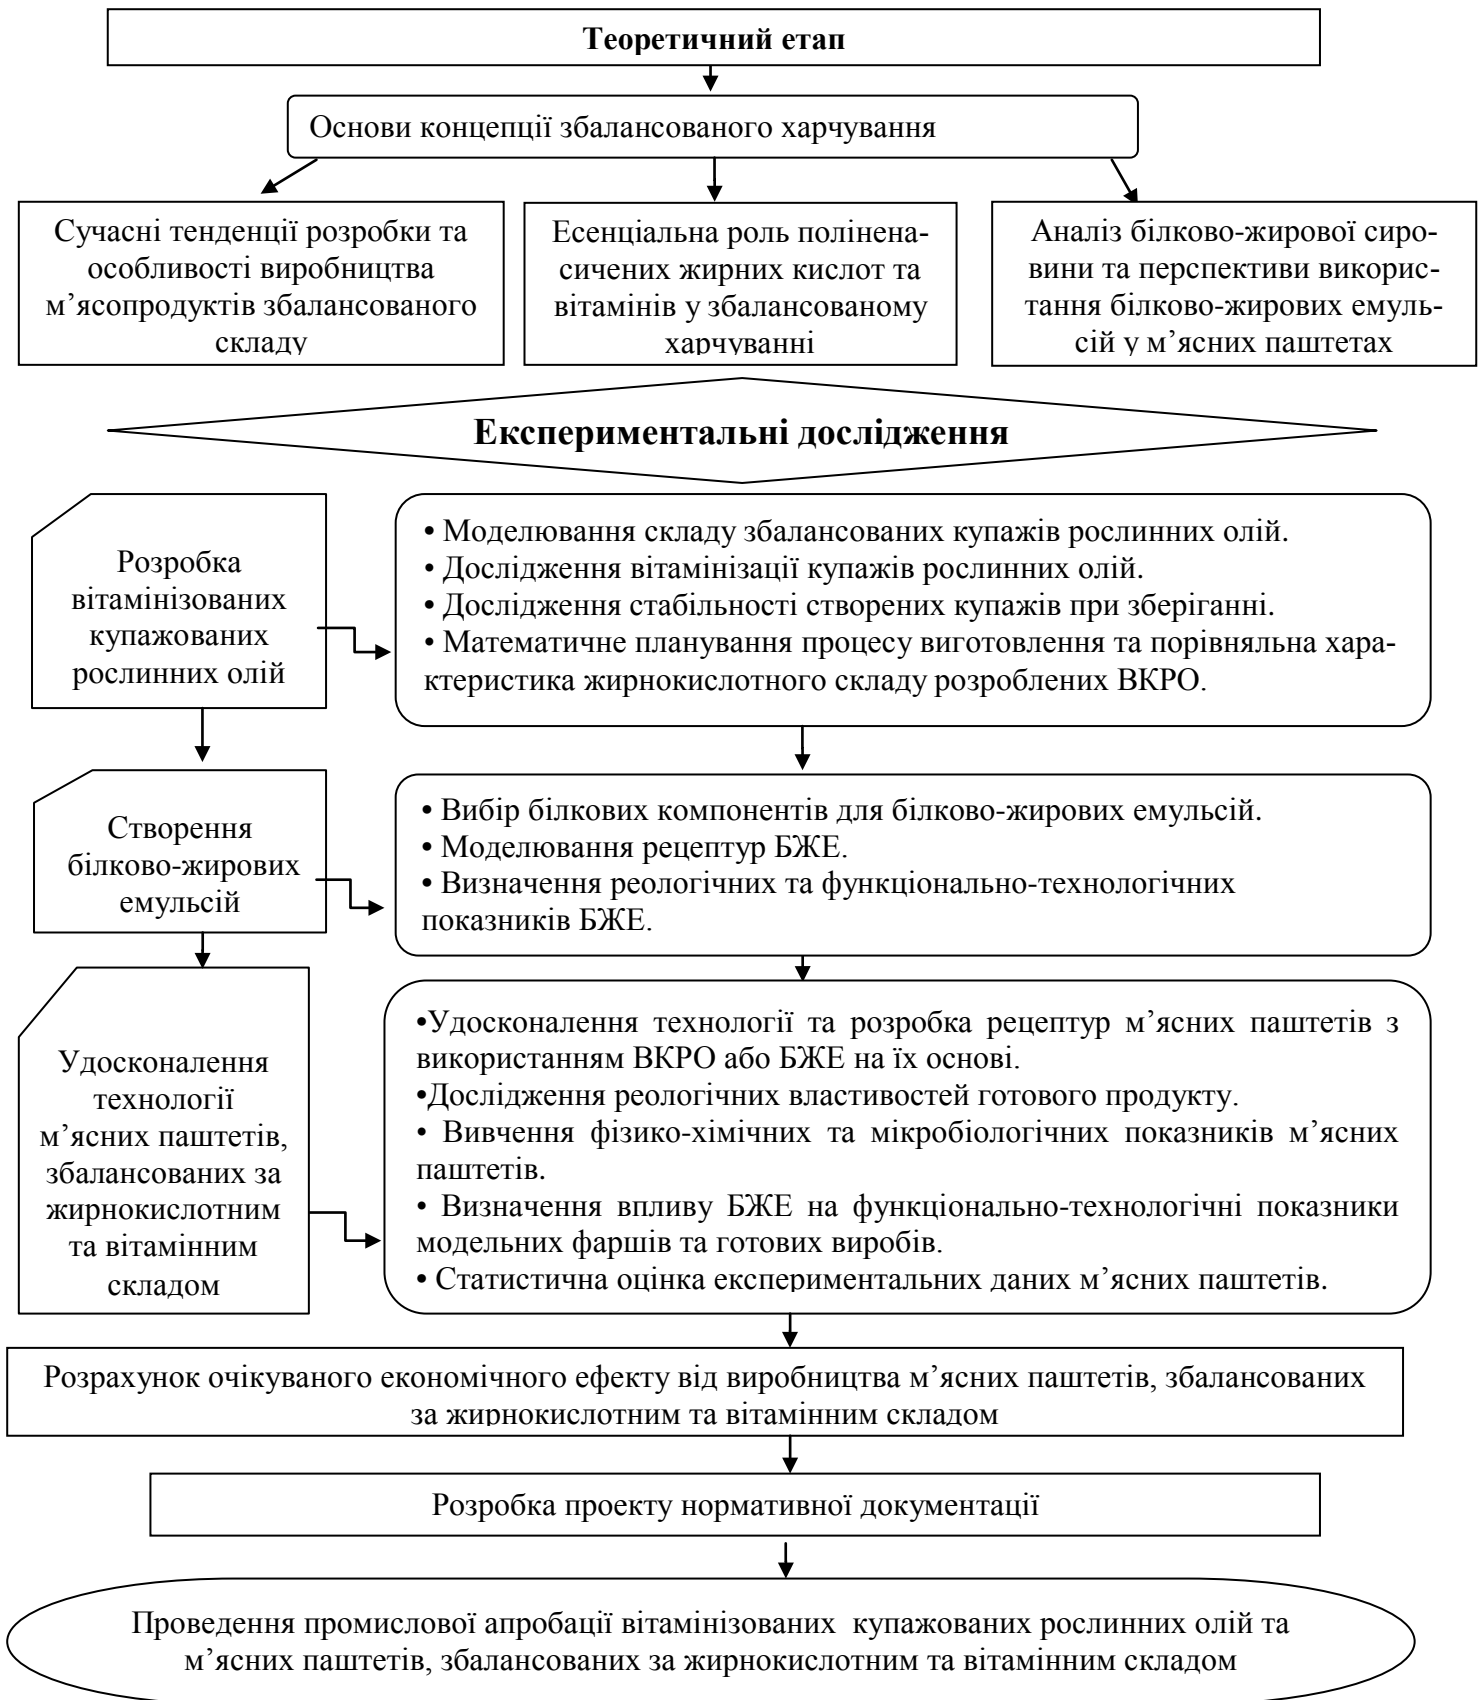 Теоретичний етап
Основи концепції збалансованого харчування
Сучасні тенденції розробки та
особливості виробництва
м’ясопродуктів збалансованого
складу
Есенціальна роль полінена-
сичених жирних кислот та
вітамінів у збалансованому
харчуванні
Аналіз білково-жирової сиро-
вини та перспективи викорис-
тання білково-жирових емуль-
сій у м’ясних паштетах
Експериментальні дослідження
Розробка
вітамінізованих
купажованих
рослинних олій
• Моделювання складу збалансованих купажів рослинних олій.
• Дослідження вітамінізації купажів рослинних олій.
• Дослідження стабільності створених купажів при зберіганні.
• Математичне планування процесу виготовлення та порівняльна хара-
ктеристика жирнокислотного складу розроблених ВКРО.
Створення
білково-жирових
емульсій
• Вибір білкових компонентів для білково-жирових емульсій.
• Моделювання рецептур БЖЕ.
• Визначення реологічних та функціонально-технологічних
показників БЖЕ.
Удосконалення
технології
м’ясних паштетів,
збалансованих за
жирнокислотним
та вітамінним
складом
•Удосконалення технології та розробка рецептур м’ясних паштетів з
використанням ВКРО або БЖЕ на їх основі.
•Дослідження реологічних властивостей готового продукту.
• Вивчення фізико-хімічних та мікробіологічних показників м’ясних
паштетів.
• Визначення впливу БЖЕ на функціонально-технологічні показники
модельних фаршів та готових виробів.
• Статистична оцінка експериментальних даних м’ясних паштетів.
Розрахунок очікуваного економічного ефекту від виробництва м’ясних паштетів, збалансованих
за жирнокислотним та вітамінним складом
Розробка проекту нормативної документації
Проведення промислової апробації вітамінізованих купажованих рослинних олій та
м’ясних паштетів, збалансованих за жирнокислотним та вітамінним складом